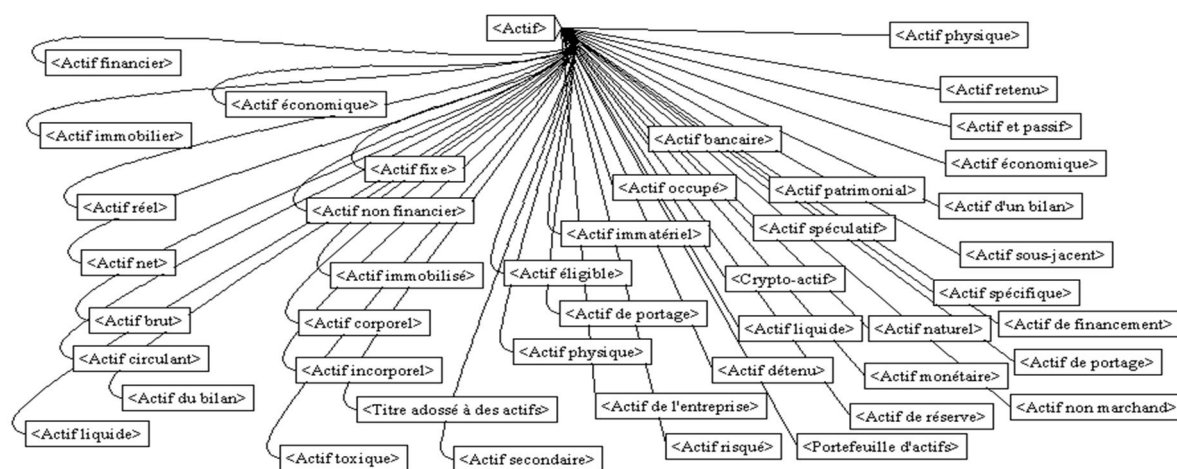 <Actif>
<Actif physique>
<Actif financier>
<Actif retenu>
<Actif économique>
<Actif et passif>
<Actif immobilier>
<Actif bancaire>
<Actif économique>
<Actif fixe>
<Actif occupé>
<Actif patrimonial>
<Actif réel>
<Actif non financier>
<Actif d'un bilan>
<Actif immatériel>
<Actif spéculatif>
<Actif sous-jacent>
<Actif net>
<Actif immobilisé>
<Actif éligible>
<Crypto-actif>
<Actif spécifique>
<Actif brut>
<Actif corporel>
<Actif de portage>
<Actif liquide>
<Actif naturel>
<Actif de financement>
<Actif circulant>
<Actif physique>
<Actif de portage>
<Actif incorporel>
<Actif détenu>
<Actif monétaire>
<Actif du bilan>
<Titre adossé à des actifs>
<Actif de l'entreprise>
<Actif de réserve>
<Actif non marchand>
<Actif liquide>
<Actif risqué>
<Portefeuille d'actifs>
<Actif toxique>
<Actif secondaire>